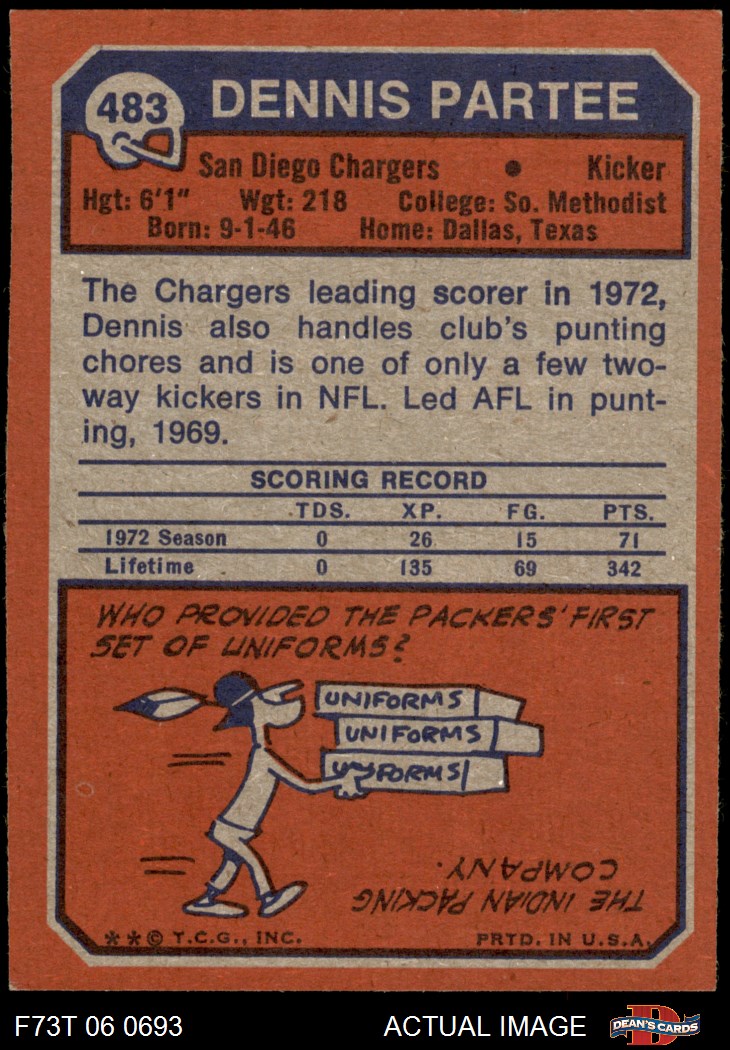 483
DENNIS PARTEE
San Diego Chargers • Kicker
Hgt: 6'1" Wgt: 218 College: So. Methodist
Born: 9-1-46 Home: Dallas, Texas
The Chargers leading scorer in 1972,
Dennis also handles club's punting
chores and is one of only a few two-
way kickers in NFL. Led AFL in punt-
ing, 1969.
SCORING RECORD
TDS. XP. FG. PTS.
1972 Season 0 26 15 71
Lifetime 0 135 69 342
WHO PROVIDED THE PACKERS' FIRST
SET OF UNIFORMS?
UNIFORMS
UNIFORMS
UNIFORMS
THE INDIAN PACKING
COMPANY.
** © T.C.G., INC. PRTD. IN U.S.A.
F73T 06 0693 ACTUAL IMAGE
D
DEAN'S CARDS